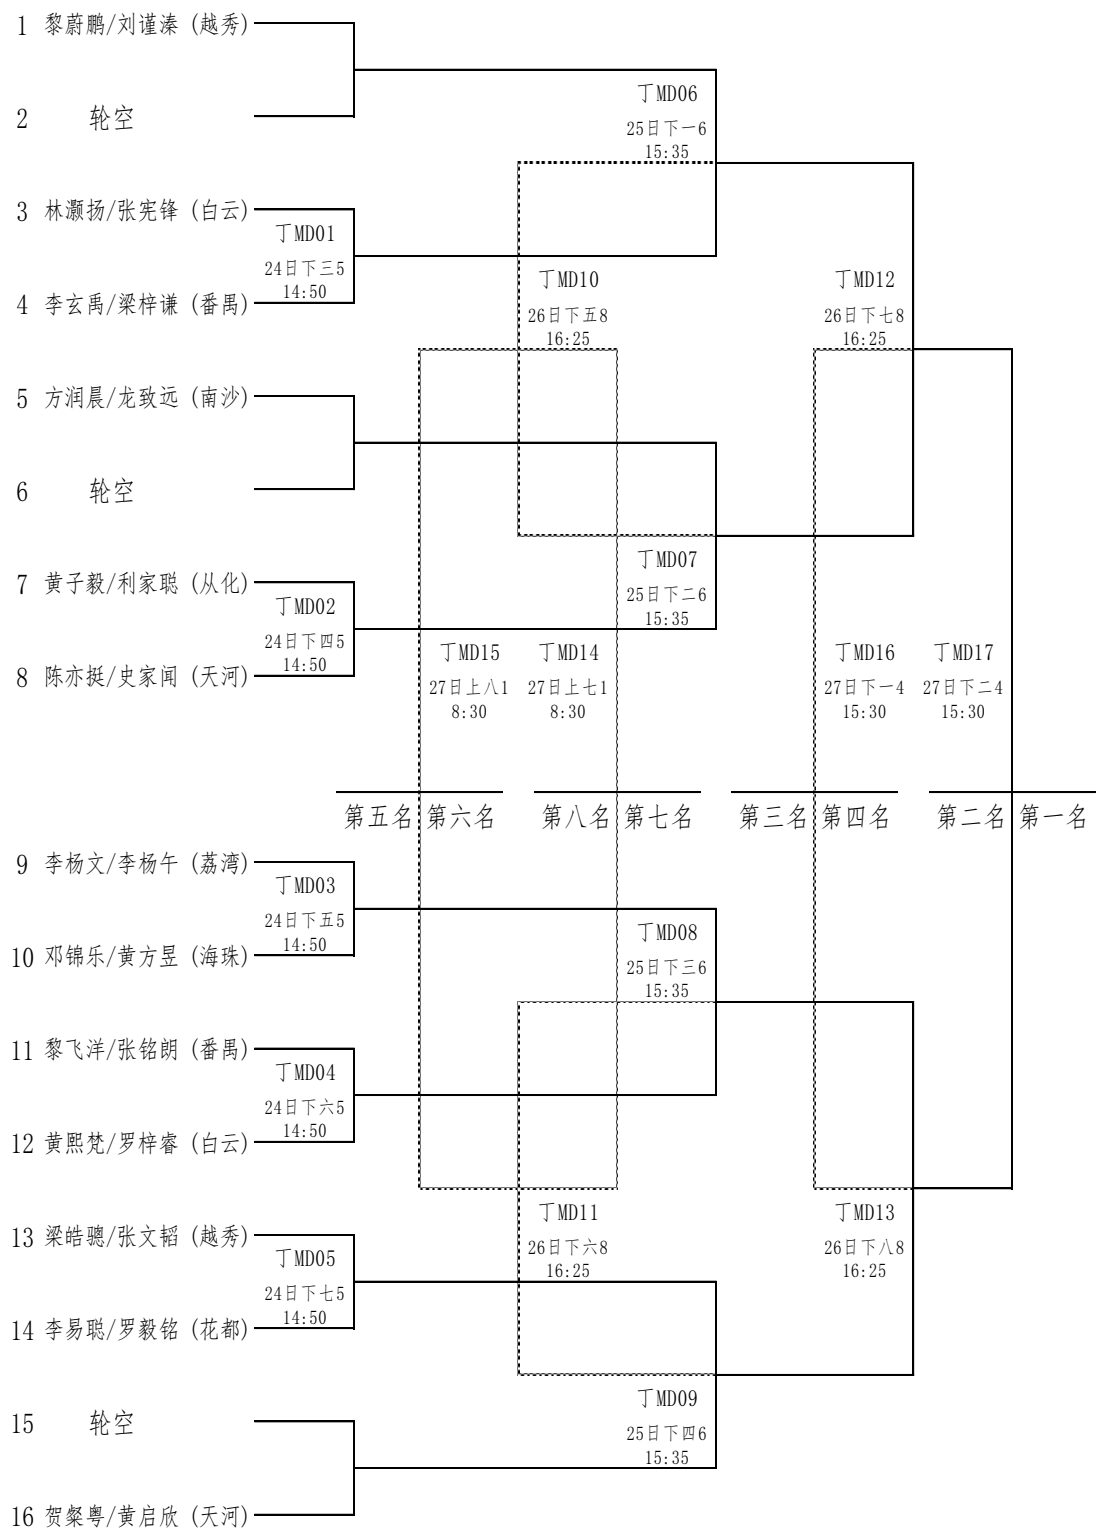 1 黎蔚鹏/刘谨溱 (越秀)
丁MD06
2 轮空
25日下一6
15:35
3 林灏扬/张宪锋 (白云)
丁MD01
24日下三5
14:50
4 李玄禹/梁梓谦 (番禺)
丁MD10
26日下五8
16:25
丁MD12
26日下七8
16:25
5 方润晨/龙致远 (南沙)
6 轮空
丁MD07
25日下二6
15:35
7 黄子毅/利家聪 (从化)
丁MD02
24日下四5
14:50
8 陈亦挺/史家闻 (天河)
丁MD15
27日上八1
8:30
丁MD14
27日上七1
8:30
丁MD16
27日下一4
15:30
丁MD17
27日下二4
15:30
第五名 第六名 第八名 第七名 第三名 第四名 第二名 第一名
9 李杨文/李杨午 (荔湾)
丁MD03
24日下五5
14:50
10 邓锦乐/黄方昱 (海珠)
丁MD08
25日下三6
15:35
11 黎飞洋/张铭朗 (番禺)
丁MD04
24日下六5
14:50
12 黄熙梵/罗梓睿 (白云)
丁MD11
26日下六8
16:25
丁MD13
26日下八8
16:25
13 梁皓骢/张文韬 (越秀)
丁MD05
24日下七5
14:50
14 李易聪/罗毅铭 (花都)
丁MD09
25日下四6
15:35
15 轮空
16 贺粲粤/黄启欣 (天河)